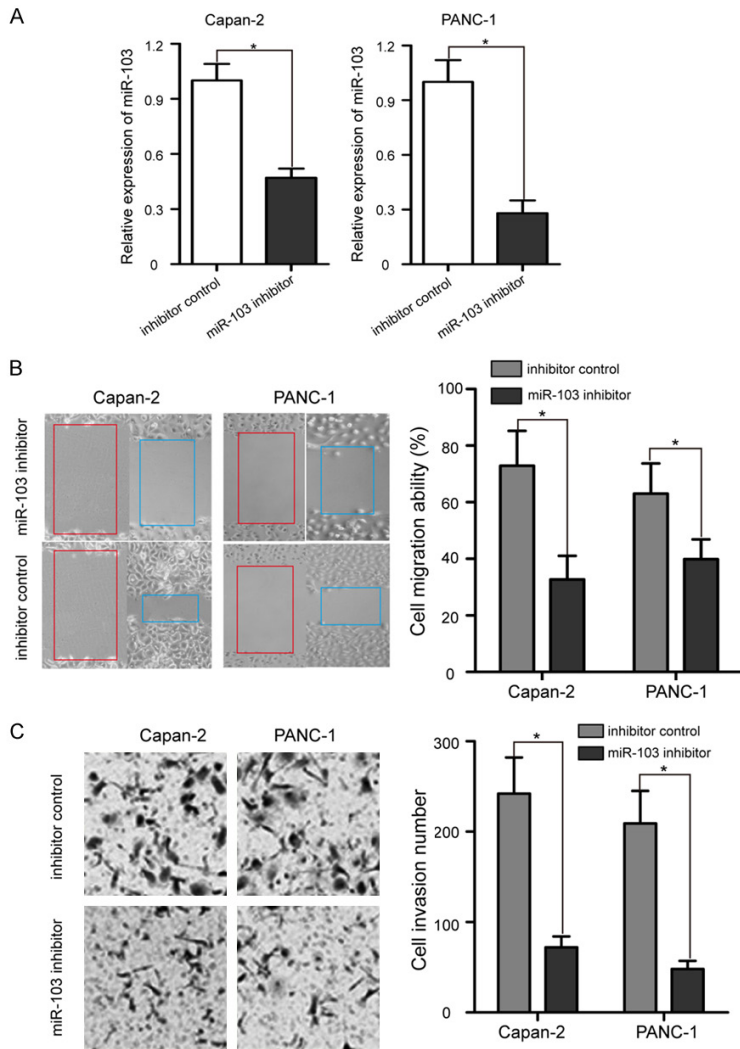 A
Capan-2
PANC-1
Relative expression of miR-103
1.2
0.9
0.6
0.3
0
*
inhibitor control
miR-103 inhibitor
Relative expression of miR-103
1.2
0.9
0.6
0.3
0
*
inhibitor control
miR-103 inhibitor
B
Capan-2
PANC-1
miR-103 inhibitor
inhibitor control
inhibitor control
miR-103 inhibitor
Cell migration ability (%)
100
80
60
40
20
0
*
*
Capan-2
PANC-1
C
Capan-2
PANC-1
inhibitor control
miR-103 inhibitor
inhibitor control
miR-103 inhibitor
Cell invasion number
300
200
100
0
*
*
Capan-2
PANC-1